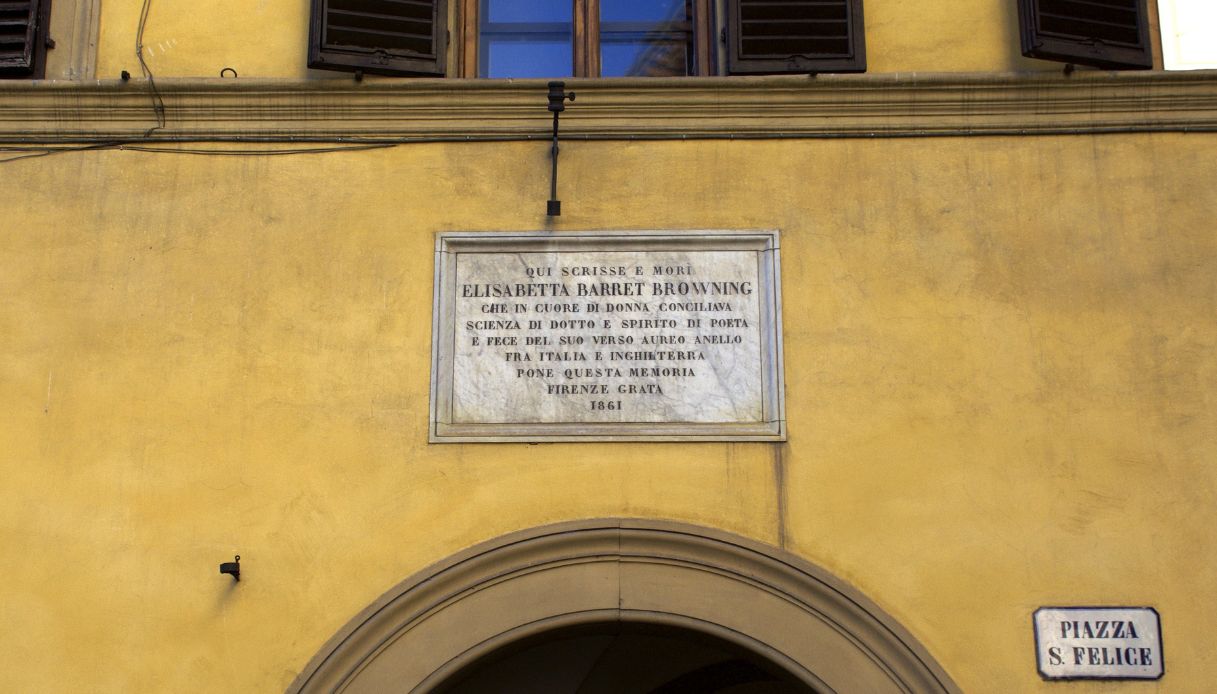 QUI SCRISSE E MORÌ
ELISABETTA BARRET BROWNING
CHE IN CUORE DI DONNA CONCILIAVA
SCIENZA DI DOTTO E SPIRITO DI POETA
E FECE DEL SUO VERSO AUREO ANELLO
FRA ITALIA E INGHILTERRA
PONE QUESTA MEMORIA
FIRENZE GRATA
1861
PIAZZA
S. FELICE